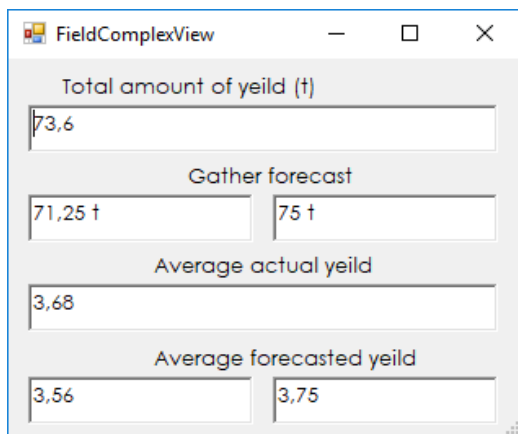 FieldComplexView
Total amount of yeild (t)
73,6
Gather forecast
71,25 t 75 t
Average actual yeild
3,68
Average forecasted yeild
3,56 3,75